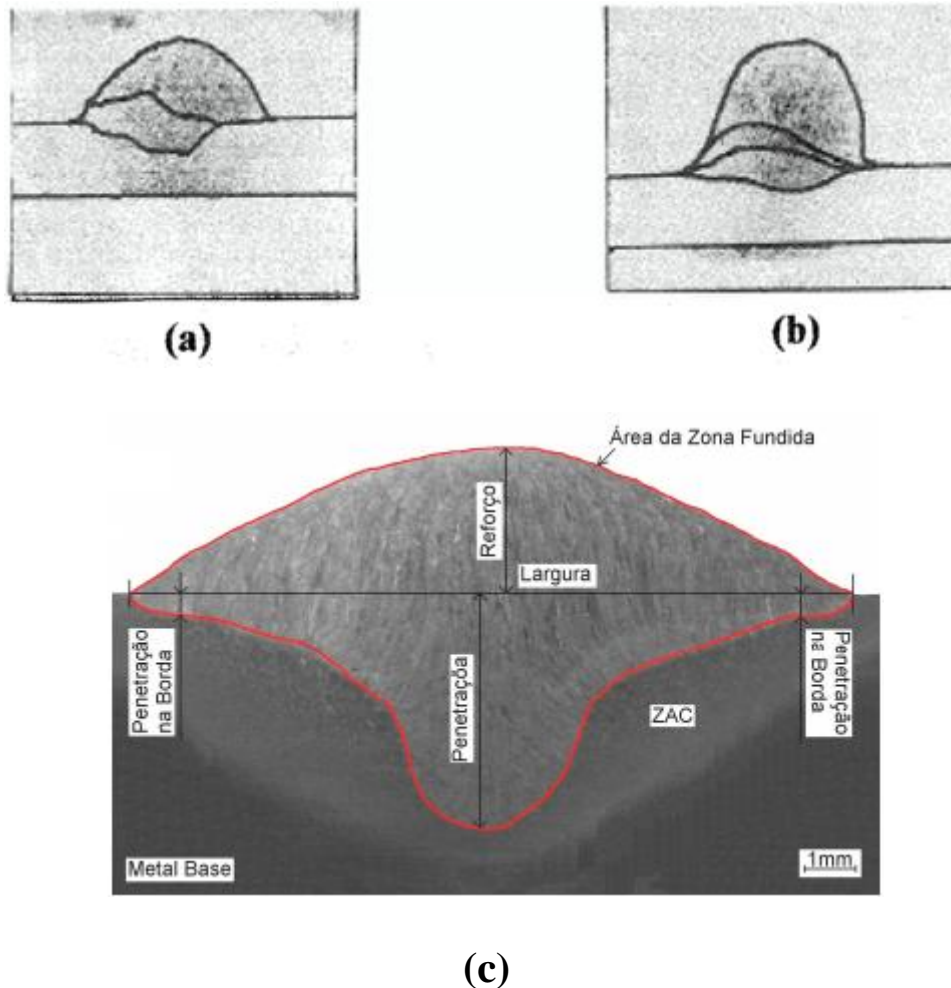 (a)
(b)
Área da Zona Fundida
Reforço
Largura
Penetração
na Borda
Penetraçõa
ZAC
Penetração
na Borda
Metal Base
1mm
(c)